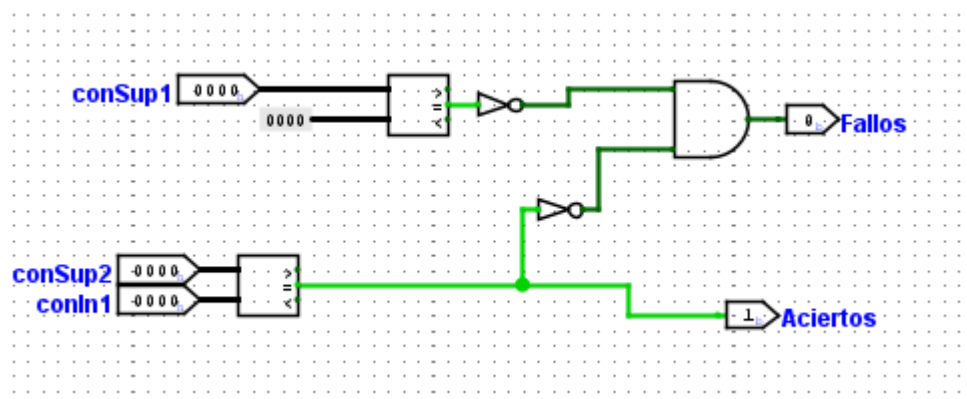 conSup1 0000
0000
> = <
0 Fallos
conSup2 0000
conIn1 0000
> = <
1 Aciertos